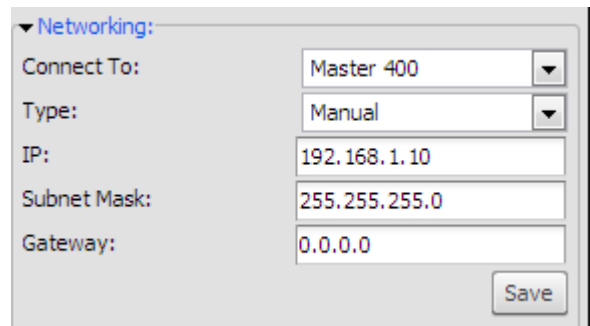 Networking:
Connect To: Master 400
Type: Manual
IP: 192.168.1.10
Subnet Mask: 255.255.255.0
Gateway: 0.0.0.0
Save